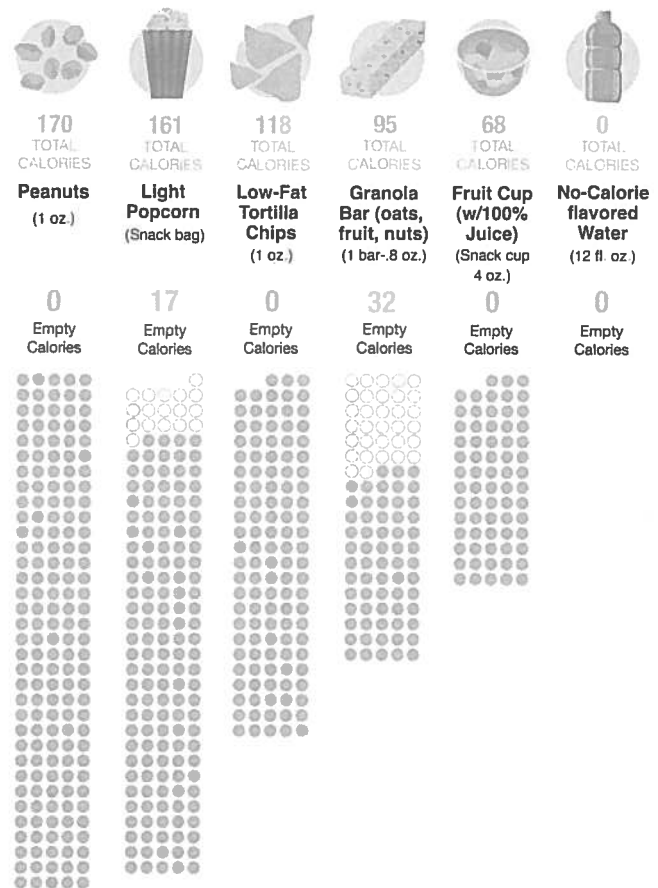 170
TOTAL
CALORIES
Peanuts
(1 oz.)
0
Empty
Calories
161
TOTAL
CALORIES
Light
Popcorn
(Snack bag)
17
Empty
Calories
118
TOTAL
CALORIES
Low-Fat
Tortilla
Chips
(1 oz.)
0
Empty
Calories
95
TOTAL
CALORIES
Granola
Bar (oats,
fruit, nuts)
(1 bar-.8 oz.)
32
Empty
Calories
68
TOTAL
CALORIES
Fruit Cup
(w/100%
Juice)
(Snack cup
4 oz.)
0
Empty
Calories
0
TOTAL
CALORIES
No-Calorie
flavored
Water
(12 fl. oz.)
0
Empty
Calories